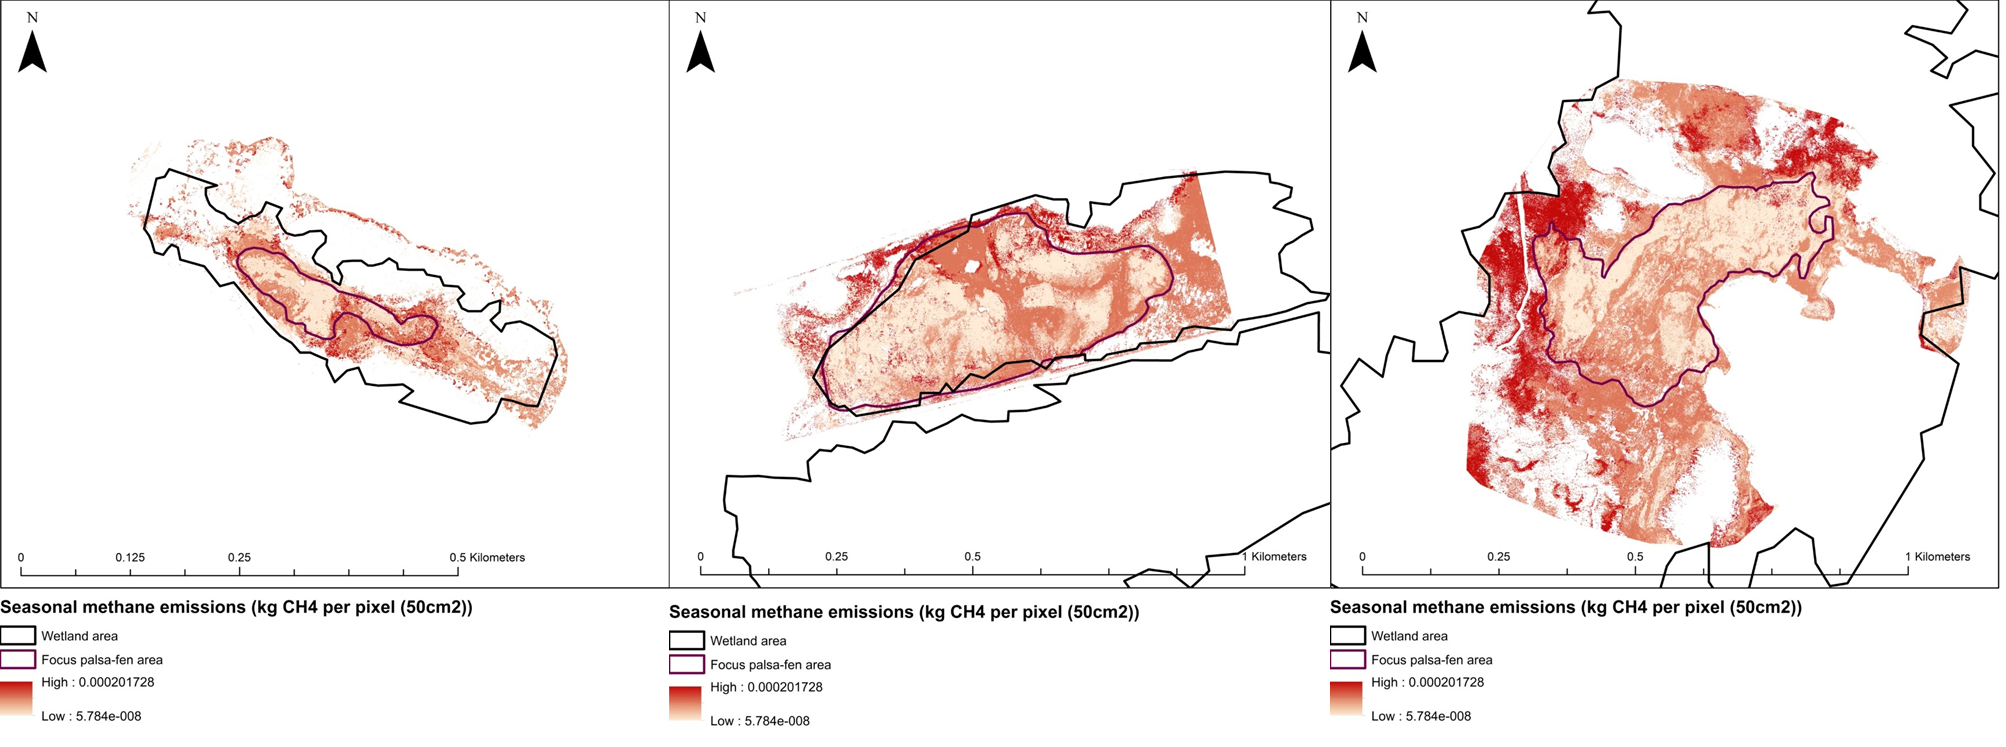 N
0 0.125 0.25 0.5 Kilometers
Seasonal methane emissions (kg CH4 per pixel (50cm2))
Wetland area
Focus palsa-fen area
High : 0.000201728
Low : 5.784e-008
N
0 0.25 0.5 1 Kilometers
Seasonal methane emissions (kg CH4 per pixel (50cm2))
Wetland area
Focus palsa-fen area
High : 0.000201728
Low : 5.784e-008
N
0 0.25 0.5 1 Kilometers
Seasonal methane emissions (kg CH4 per pixel (50cm2))
Wetland area
Focus palsa-fen area
High : 0.000201728
Low : 5.784e-008